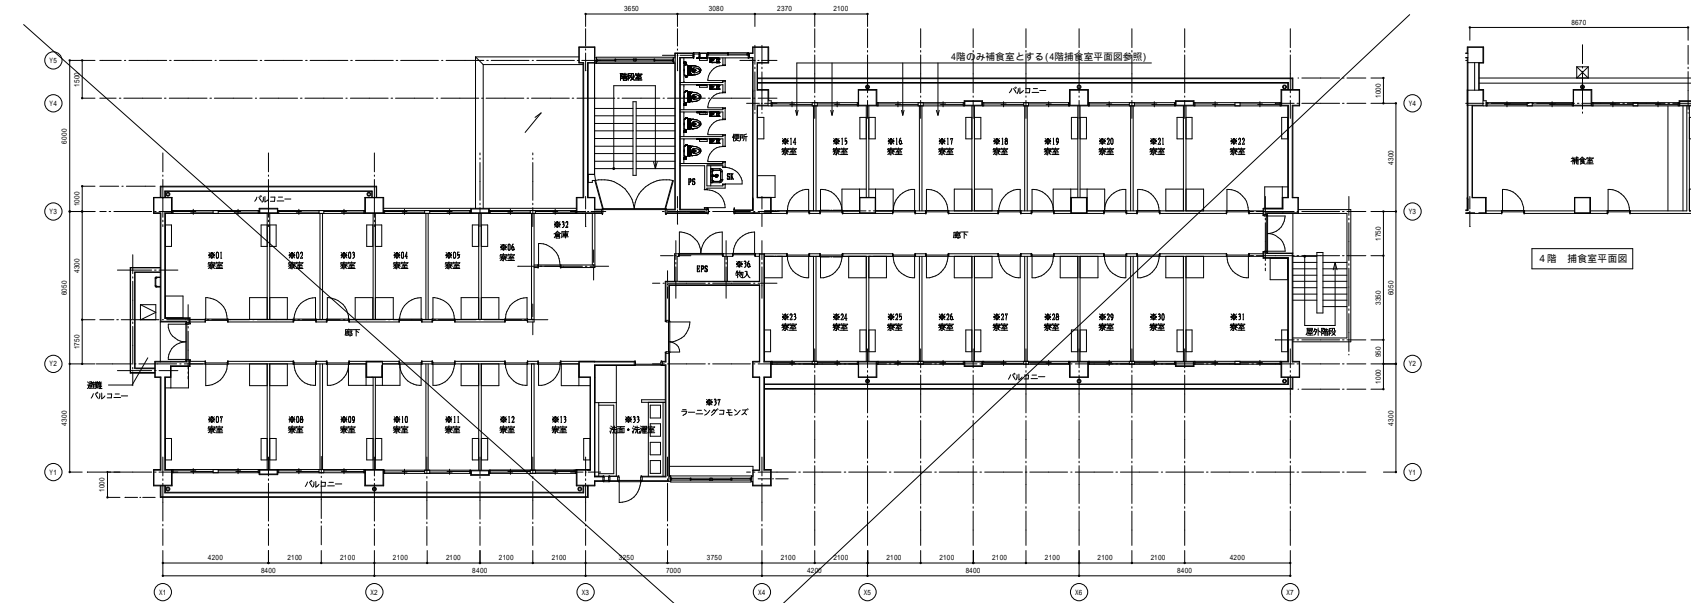 3650
3080
2370
2100
8670
Y5
Y4
Y3
Y2
Y1
1500
6000
1000
4300
6050
1750
4300
1000
階段室
便所
PS
SK
4階のみ補食室とする(4階捕食室平面図参照)
バルコニー
※14
寮室
※15
寮室
※16
寮室
※17
寮室
※18
寮室
※19
寮室
※20
寮室
※21
寮室
※22
寮室
1000
4300
1750
3350
6050
950
1000
4300
Y4
Y3
Y2
Y1
補食室
4階 捕食室平面図
バルコニー
※01
寮室
※02
寮室
※03
寮室
※04
寮室
※05
寮室
※06
寮室
※32
倉庫
廊下
EPS
※36
物入
廊下
※23
寮室
※24
寮室
※25
寮室
※26
寮室
※27
寮室
※28
寮室
※29
寮室
※30
寮室
※31
寮室
屋外階段
避難
バルコニー
バルコニー
※07
寮室
※08
寮室
※09
寮室
※10
寮室
※11
寮室
※12
寮室
※13
寮室
※33
洗面・洗濯室
※37
ラーニングコモンズ
バルコニー
4200
2100
2100
2100
2100
2100
2100
3250
3750
2100
2100
2100
2100
2100
2100
2100
2100
4200
8400
8400
7000
4200
8400
8400
X1
X2
X3
X4
X5
X6
X7